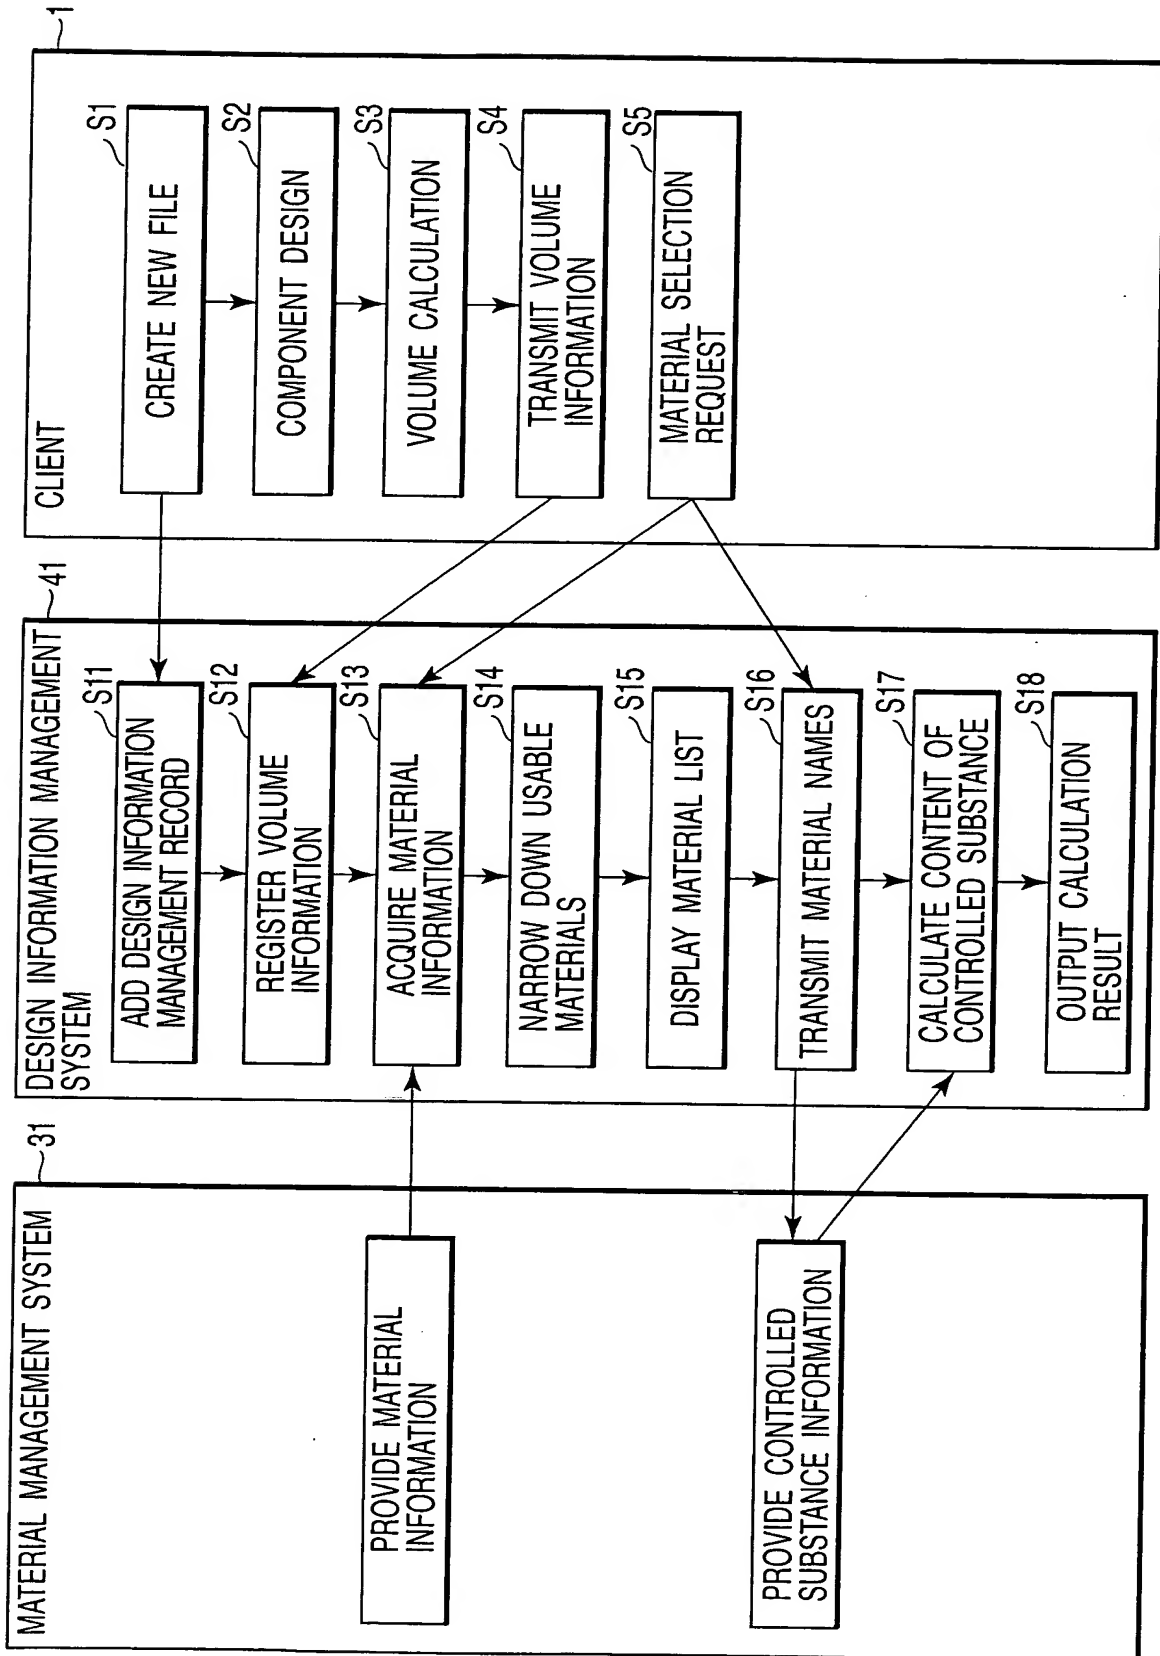 MATERIAL MANAGEMENT SYSTEM
31
PROVIDE MATERIAL
INFORMATION
PROVIDE CONTROLLED
SUBSTANCE INFORMATION
DESIGN INFORMATION MANAGEMENT
SYSTEM
41
S11
ADD DESIGN INFORMATION
MANAGEMENT RECORD
S12
REGISTER VOLUME
INFORMATION
S13
ACQUIRE MATERIAL
INFORMATION
S14
NARROW DOWN USABLE
MATERIALS
S15
DISPLAY MATERIAL LIST
S16
TRANSMIT MATERIAL NAMES
S17
CALCULATE CONTENT OF
CONTROLLED SUBSTANCE
S18
OUTPUT CALCULATION
RESULT
CLIENT
1
S1
CREATE NEW FILE
S2
COMPONENT DESIGN
S3
VOLUME CALCULATION
S4
TRANSMIT VOLUME
INFORMATION
S5
MATERIAL SELECTION
REQUEST